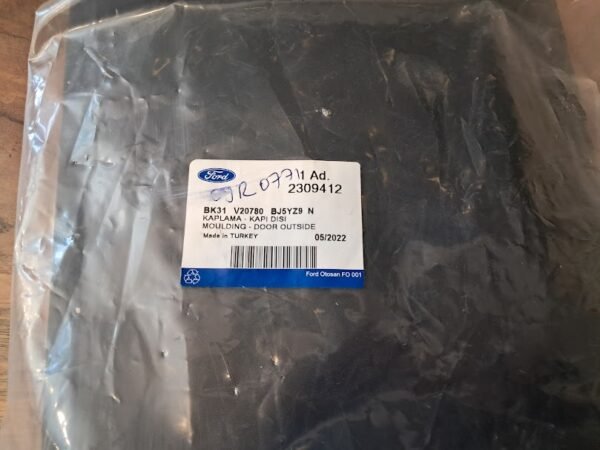 Ford
1 Ad.
09R0771
2309412
BK31 V20780 BJ5YZ9 N
KAPLAMA - KAPI DISI
MOULDING - DOOR OUTSIDE
Made in TURKEY 05/2022
Ford Otosan FO 001